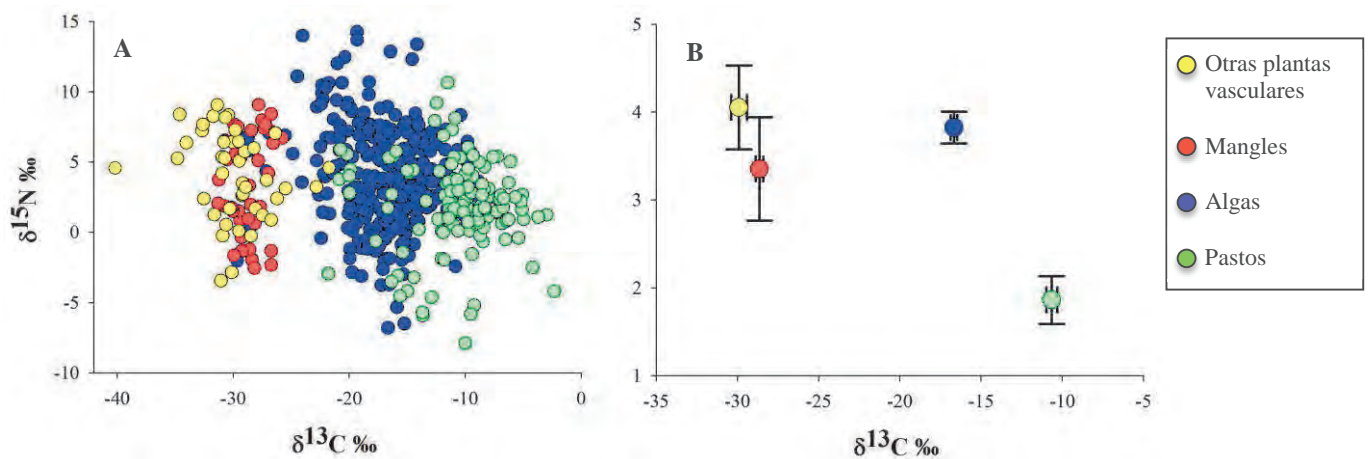 A
15
10
5
0
-5
-10
-40
-30
-20
-10
0
δ15N ‰
δ13C ‰
B
5
4
3
2
1
-35
-30
-25
-20
-15
-10
-5
δ13C ‰
Otras plantas
vasculares
Mangles
Algas
Pastos